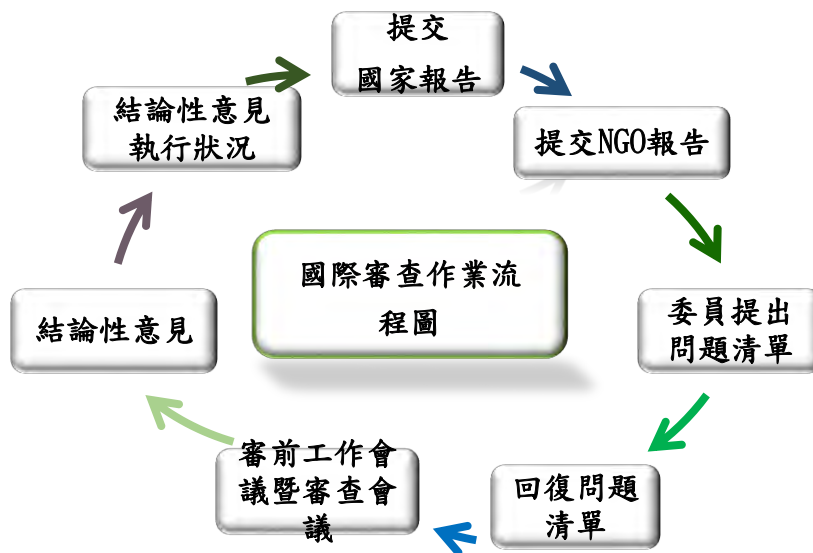 提交
國家報告
提交NGO報告
委員提出
問題清單
回復問題
清單
審前工作會
議暨審查會
議
結論性意見
結論性意見
執行狀況
國際審查作業流
程圖